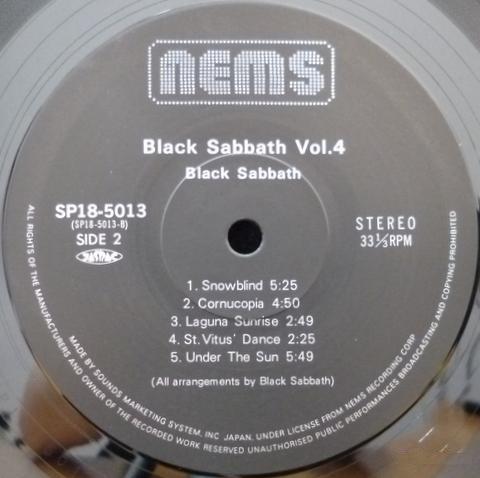 nems
Black Sabbath Vol.4
Black Sabbath
SP18-5013
(SP18-5013-B)
SIDE 2
JASRAC
STEREO
33⅓RPM
1. Snowblind 5:25
2. Cornucopia 4:50
3. Laguna Sunrise 2:49
4. St.Vitus' Dance 2:25
5. Under The Sun 5:49
(All arrangements by Black Sabbath)
ALL RIGHTS OF THE MANUFACTURERS AND OWNER OF THE RECORDED WORK RESERVED UNAUTHORISED PUBLIC PERFORMANCES BROADCASTING AND COPYING PROHIBITED
MADE BY SOUNDS MARKETING SYSTEM, INC JAPAN, UNDER LICENSE FROM NEMS RECORDING CORP